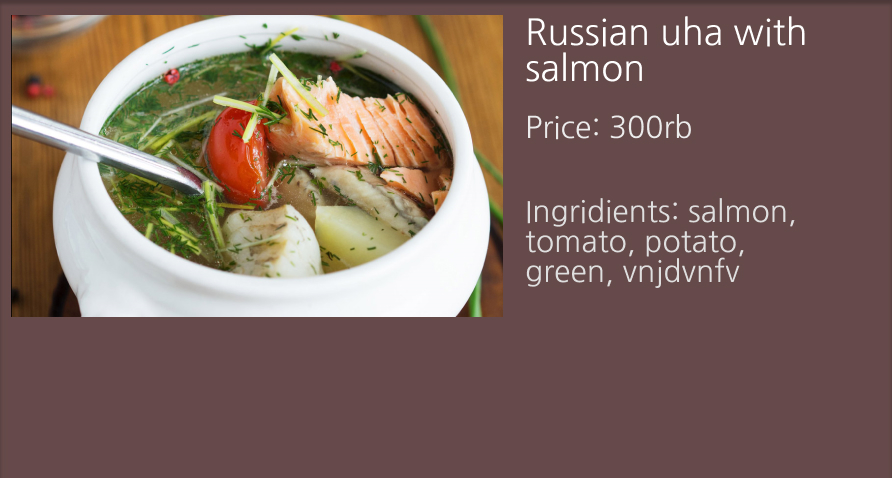 Russian uha with
salmon
Price: 300rb
Ingridients: salmon,
tomato, potato,
green, vnjdvnfv